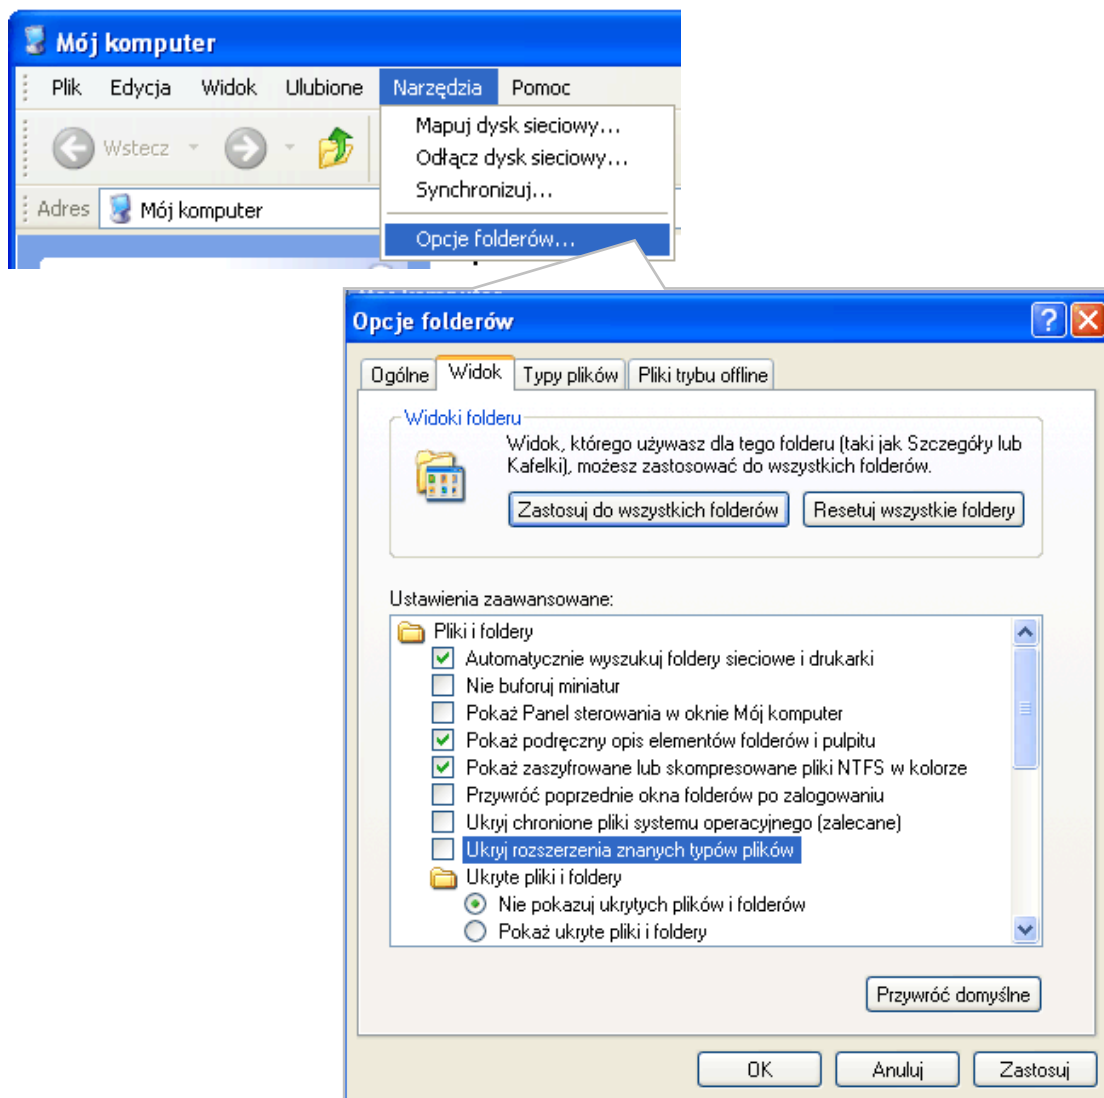 Mój komputer
Plik Edycja Widok Ulubione Narzędzia Pomoc
Mapuj dysk sieciowy...
Odłącz dysk sieciowy...
Synchronizuj...
Opcje folderów...
Wstecz
Adres Mój komputer
Opcje folderów
Ogólne Widok Typy plików Pliki trybu offline
Widoki folderu
Widok, którego używasz dla tego folderu (taki jak Szczegóły lub
Kafelki), możesz zastosować do wszystkich folderów.
Zastosuj do wszystkich folderów Resetuj wszystkie foldery
Ustawienia zaawansowane:
Pliki i foldery
Automatycznie wyszukuj foldery sieciowe i drukarki
Nie buforuj miniatur
Pokaż Panel sterowania w oknie Mój komputer
Pokaż podręczny opis elementów folderów i pulpitu
Pokaż zaszyfrowane lub skompresowane pliki NTFS w kolorze
Przywróć poprzednie okna folderów po zalogowaniu
Ukryj chronione pliki systemu operacyjnego (zalecane)
Ukryj rozszerzenia znanych typów plików
Ukryte pliki i foldery
Nie pokazuj ukrytych plików i folderów
Pokaż ukryte pliki i foldery
Przywróć domyślne
OK Anuluj Zastosuj